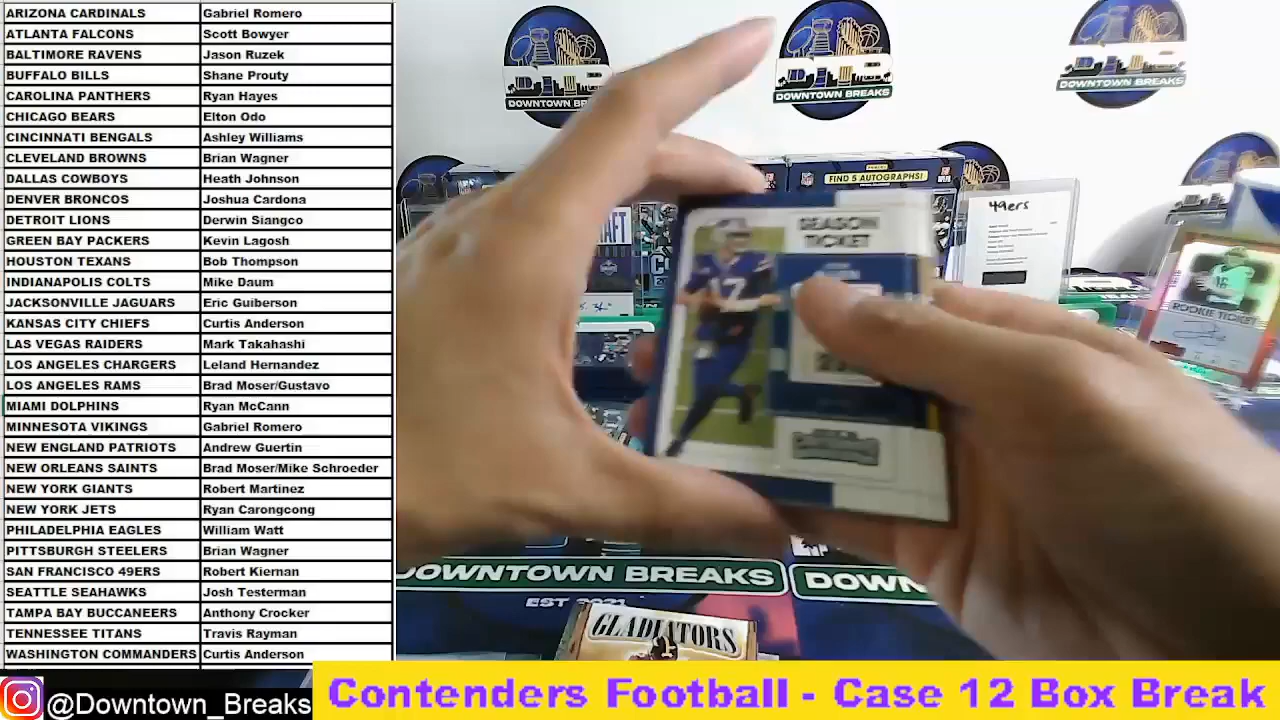 ARIZONA CARDINALS Gabriel Romero
ATLANTA FALCONS Scott Bowyer
BALTIMORE RAVENS Jason Ruzek
BUFFALO BILLS Shane Prouty
CAROLINA PANTHERS Ryan Hayes
CHICAGO BEARS Elton Odo
CINCINNATI BENGALS Ashley Williams
CLEVELAND BROWNS Brian Wagner
DALLAS COWBOYS Heath Johnson
DENVER BRONCOS Joshua Cardona
DETROIT LIONS Derwin Siangco
GREEN BAY PACKERS Kevin Lagosh
HOUSTON TEXANS Bob Thompson
INDIANAPOLIS COLTS Mike Daum
JACKSONVILLE JAGUARS Eric Guiberson
KANSAS CITY CHIEFS Curtis Anderson
LAS VEGAS RAIDERS Mark Takahashi
LOS ANGELES CHARGERS Leland Hernandez
LOS ANGELES RAMS Brad Moser/Gustavo
MIAMI DOLPHINS Ryan McCann
MINNESOTA VIKINGS Gabriel Romero
NEW ENGLAND PATRIOTS Andrew Guertin
NEW ORLEANS SAINTS Brad Moser/Mike Schroeder
NEW YORK GIANTS Robert Martinez
NEW YORK JETS Ryan Carongcong
PHILADELPHIA EAGLES William Watt
PITTSBURGH STEELERS Brian Wagner
SAN FRANCISCO 49ERS Robert Kiernan
SEATTLE SEAHAWKS Josh Testerman
TAMPA BAY BUCCANEERS Anthony Crocker
TENNESSEE TITANS Travis Rayman
WASHINGTON COMMANDERS Curtis Anderson
@Downtown_Breaks
Contenders Football - Case 12 Box Break
DTB
DOWNTOWN BR
DTB
DOWNTOWN BREAKS
DTB
DOWNTOWN BREAKS
FIND 5 AUTOGRAPHS!
49ers
SEASON
TICKET
17
16
ROOKIE TICKET
DOWNTOWN BREAKS
EST 2021
DOWN
GLADIATORS